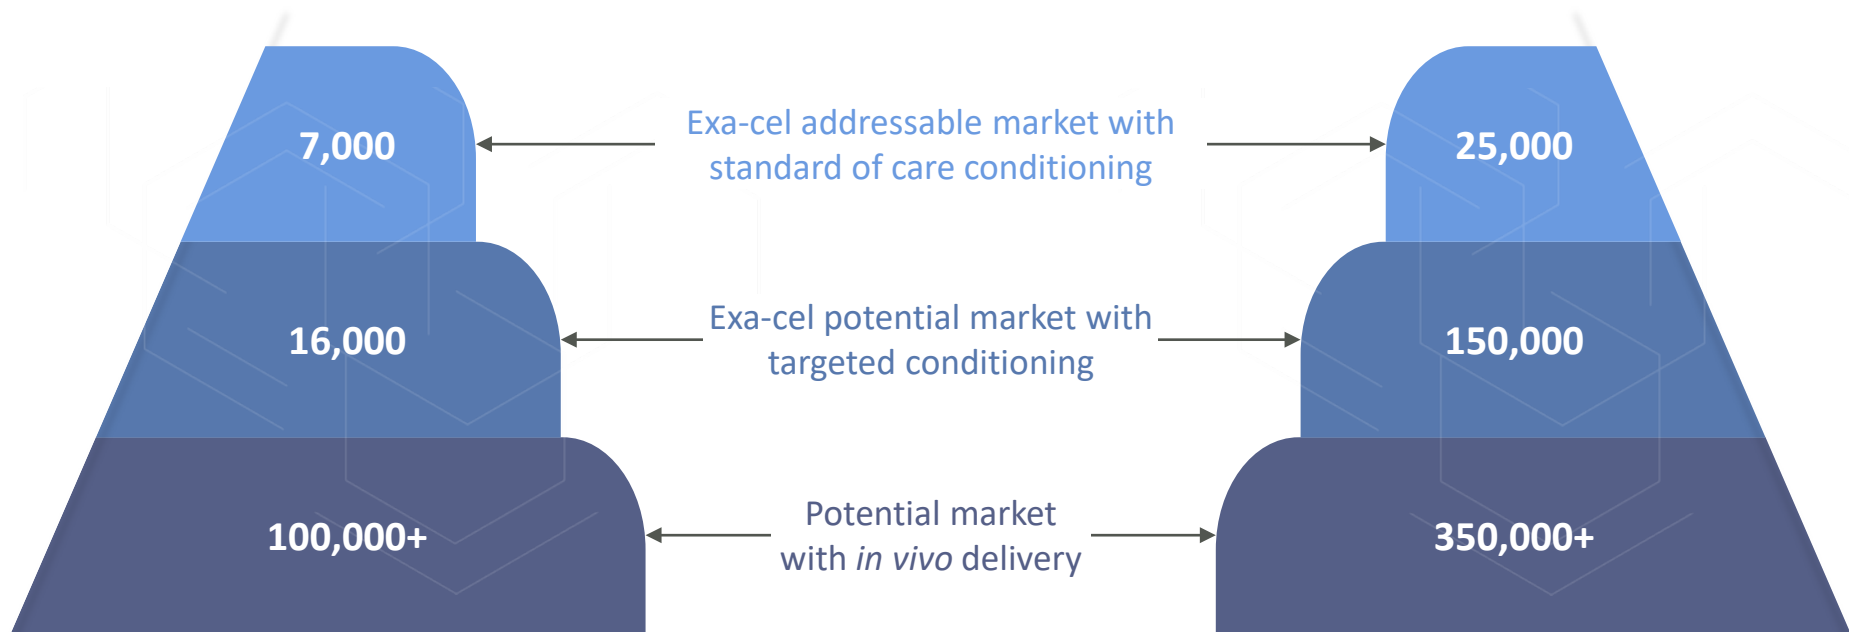 7,000
Exa-cel addressable market with
standard of care conditioning
25,000
16,000
Exa-cel potential market with
targeted conditioning
150,000
100,000+
Potential market
with in vivo delivery
350,000+